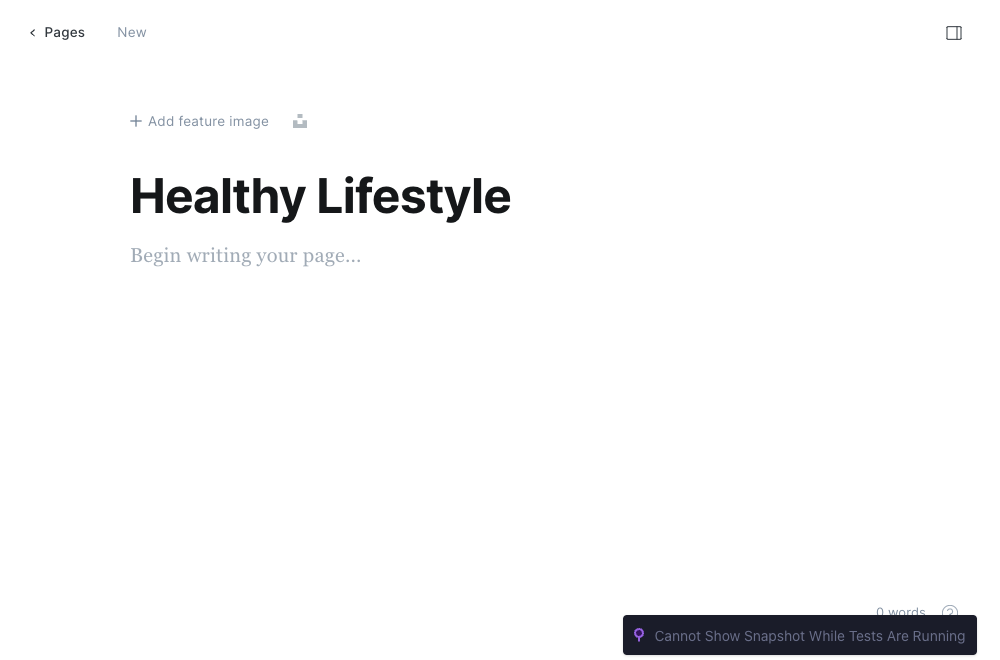 Pages New
Add feature image
Healthy Lifestyle
Begin writing your page...
0 words ?
Cannot Show Snapshot While Tests Are Running